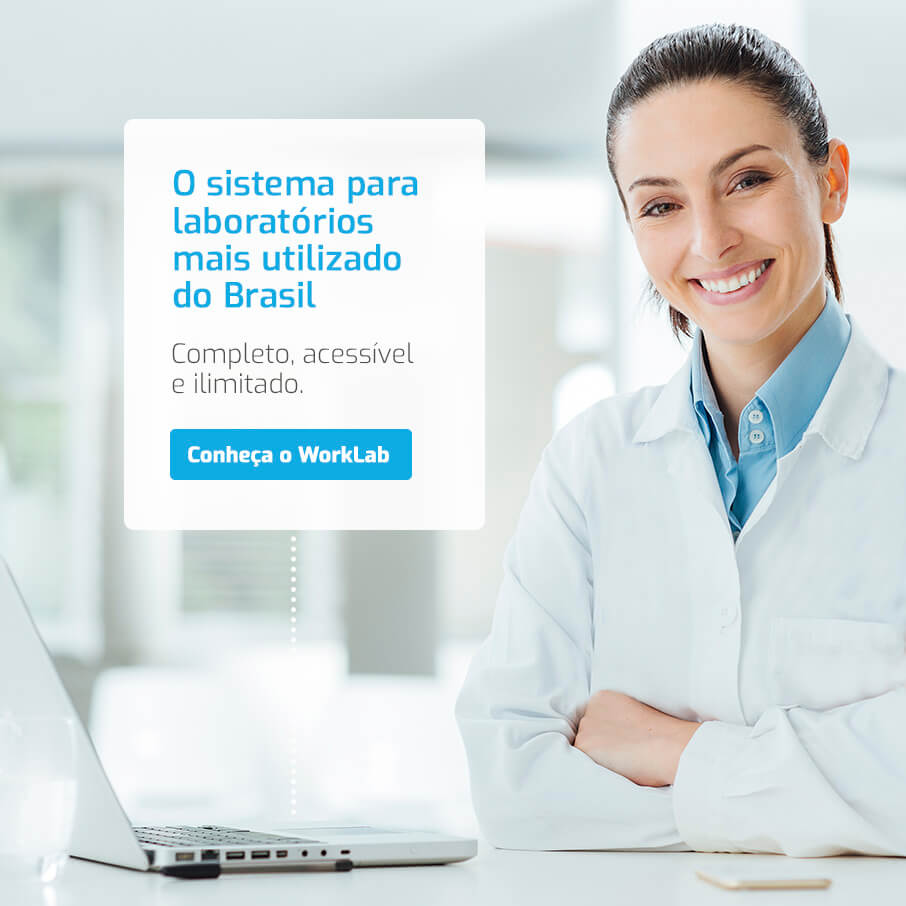 O sistema para
laboratórios
mais utilizado
do Brasil
Completo, acessível
e ilimitado.
Conheça o WorkLab